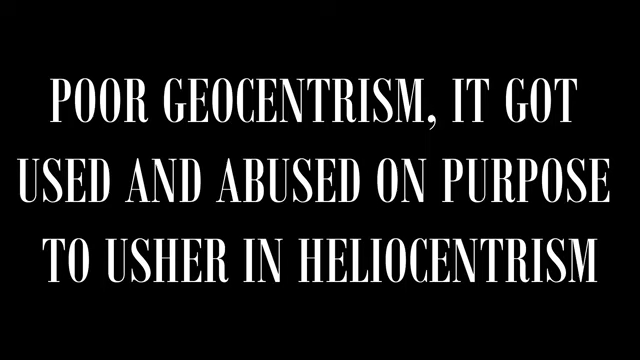 POOR GEOCENTRISM, IT GOT
USED AND ABUSED ON PURPOSE
TO USHER IN HELIOCENTRISM